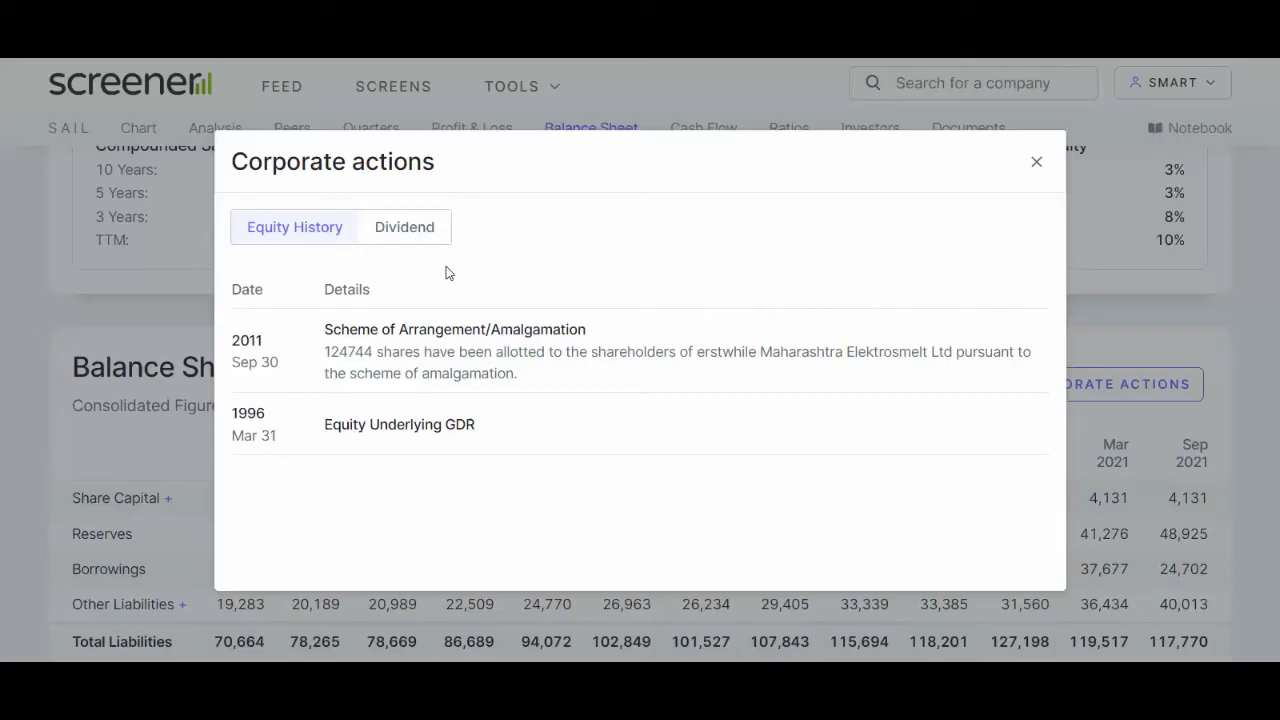 screener FEED SCREENS TOOLS Search for a company SMART
SAIL Chart Analysis Peers Quarters Profit & Loss Balance Sheet Cash Flow Ratios Investors Documents Notebook
10 Years: 3%
5 Years: 3%
3 Years: 8%
TTM: 10%
Corporate actions
Equity History Dividend
Date Details
2011
Sep 30
Scheme of Arrangement/Amalgamation
124744 shares have been allotted to the shareholders of erstwhile Maharashtra Elektrosmelt Ltd pursuant to
the scheme of amalgamation.
1996
Mar 31
Equity Underlying GDR
Balance Sh
ORATE ACTIONS
Consolidated Figure
Mar 2021 Sep 2021
Share Capital + 4,131 4,131
Reserves 41,276 48,925
Borrowings 37,677 24,702
Other Liabilities + 19,283 20,189 20,989 22,509 24,770 26,963 26,234 29,405 33,339 33,385 31,560 36,434 40,013
Total Liabilities 70,664 78,265 78,669 86,689 94,072 102,849 101,527 107,843 115,694 118,201 127,198 119,517 117,770